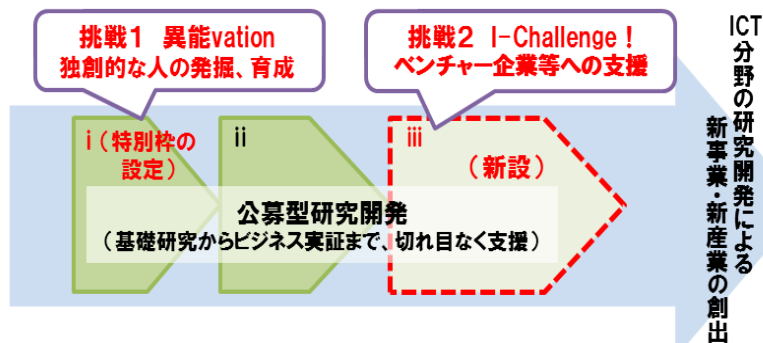 挑戦1 異能vation
独創的な人の発掘、育成
挑戦2 I-Challenge！
ベンチャー企業等への支援
i（特別枠の
設定）
ii
iii
（新設）
公募型研究開発
（基礎研究からビジネス実証まで、切れ目なく支援）
ICT分野の研究開発による
新事業・新産業の創出